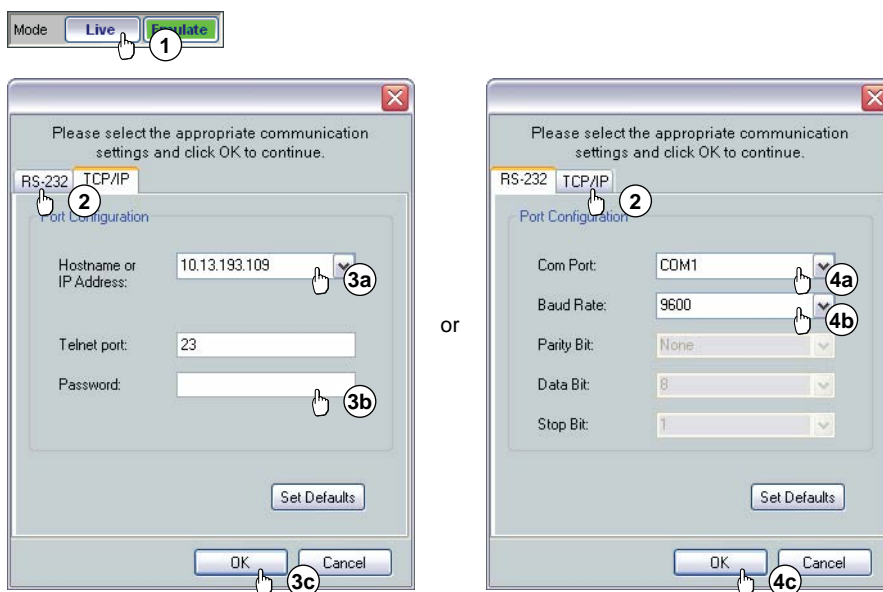 Mode Live Emulate
1
Please select the appropriate communication
settings and click OK to continue.
RS-232 TCP/IP
2
Port Configuration
Hostname or
IP Address:
10.13.193.109
3a
Telnet port: 23
Password:
3b
Set Defaults
OK Cancel
3c
or
Please select the appropriate communication
settings and click OK to continue.
RS-232 TCP/IP
2
Port Configuration
Com Port: COM1
4a
Baud Rate: 9600
4b
Parity Bit: None
Data Bit: 8
Stop Bit: 1
Set Defaults
OK Cancel
4c